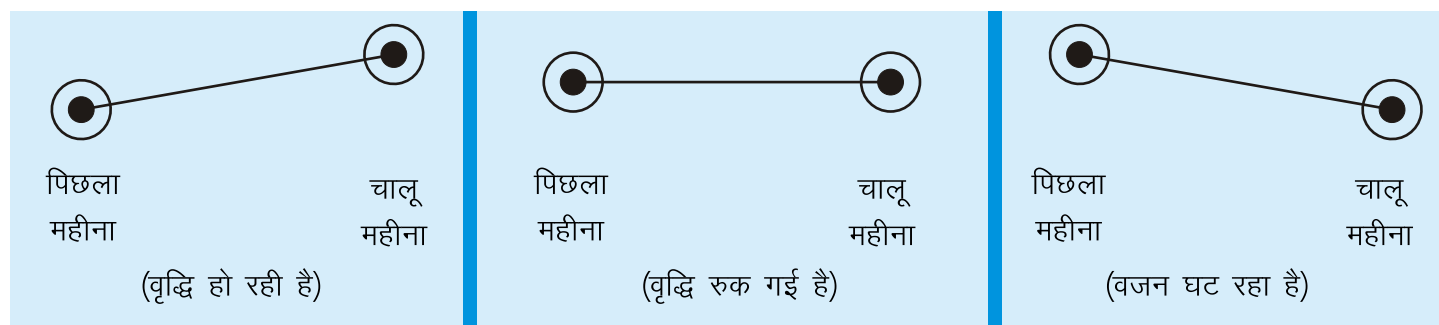 पिछला
महीना
चालू
महीना
(वृद्धि हो रही है)
पिछला
महीना
चालू
महीना
(वृद्धि रुक गई है)
पिछला
महीना
चालू
महीना
(वजन घट रहा है)